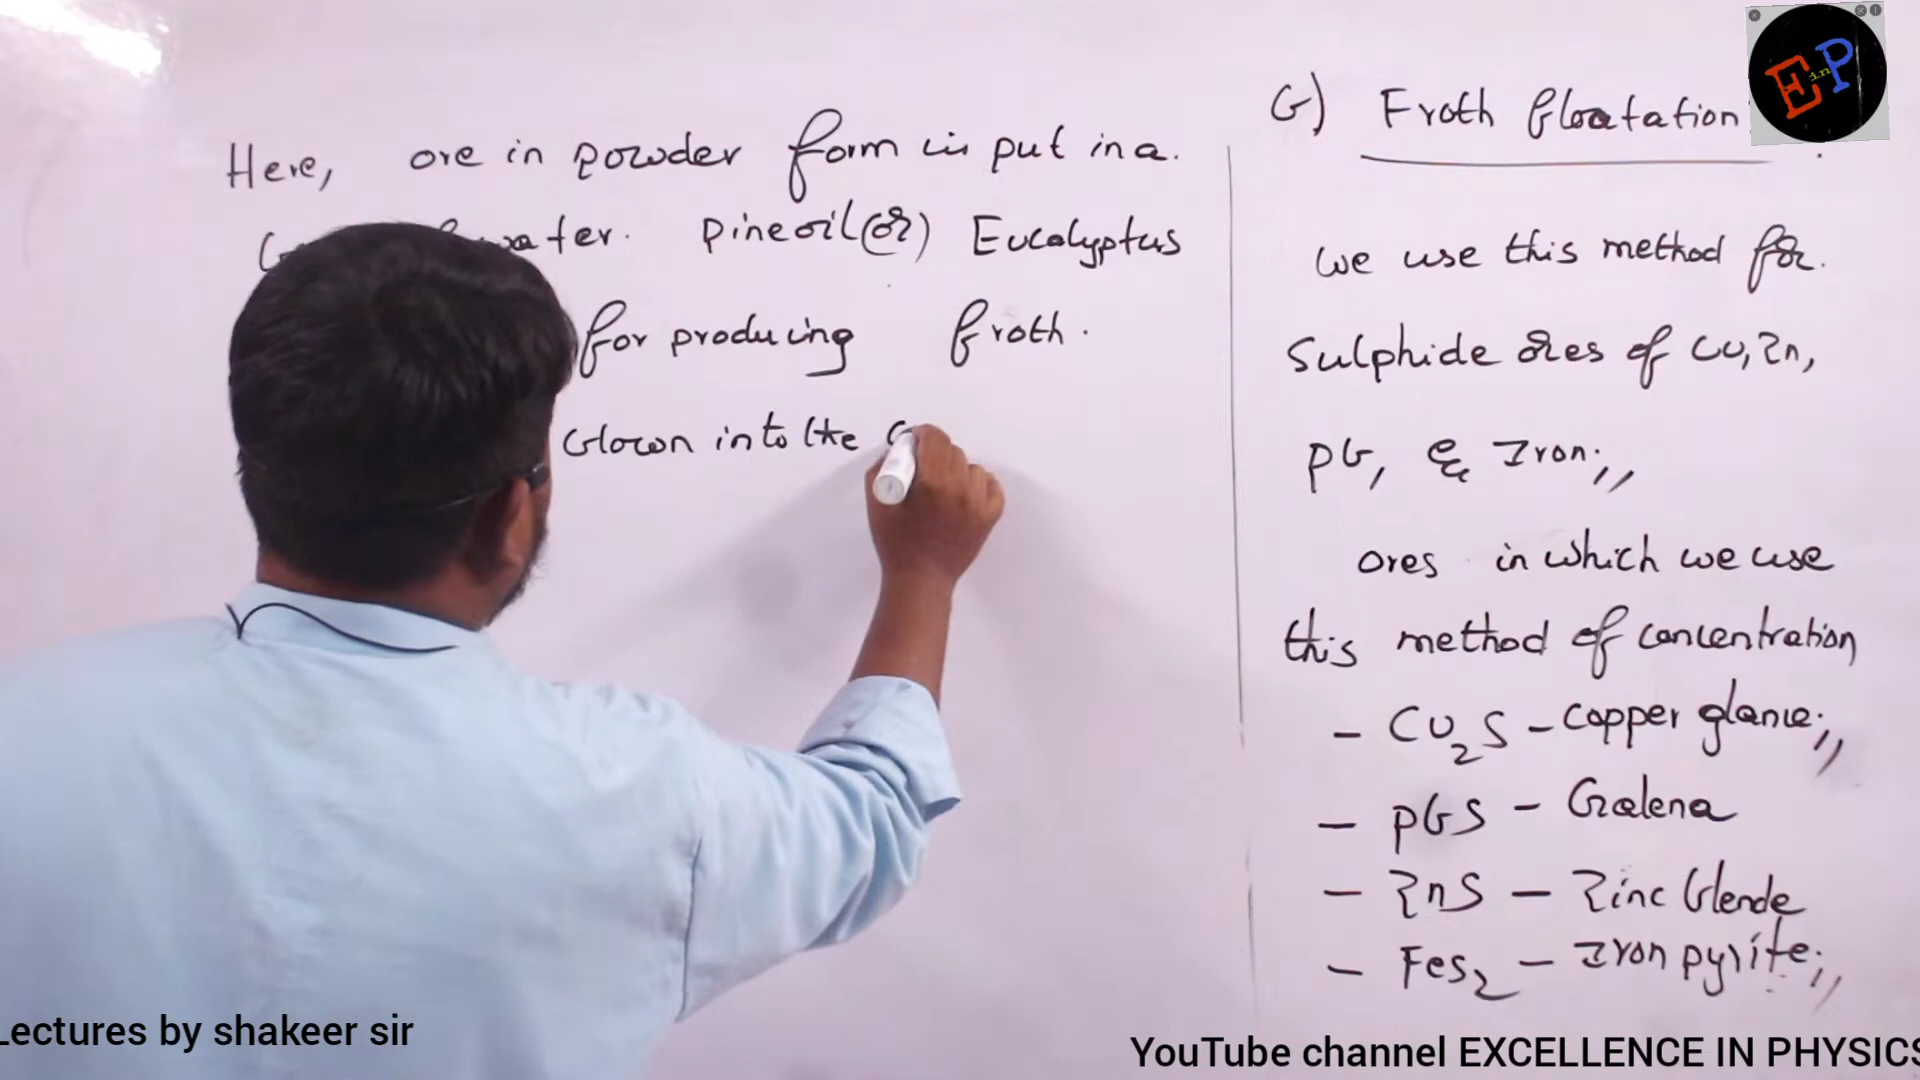 Here, ore in powder form is put in a.
water. Pineoil (or) Eucalyptus
for producing froth.
blown into the
b) Froth floatation
We use this method for.
Sulphide ores of Cu, Zn,
Pb, & Iron;,,
ores in which we use
this method of concentration
- Cu2S - Copper glance;,,
- PbS - Galena
- ZnS - Zinc blende
- FeS2 - Iron pyrite;,,
E in P
Lectures by shakeer sir
YouTube channel EXCELLENCE IN PHYSICS